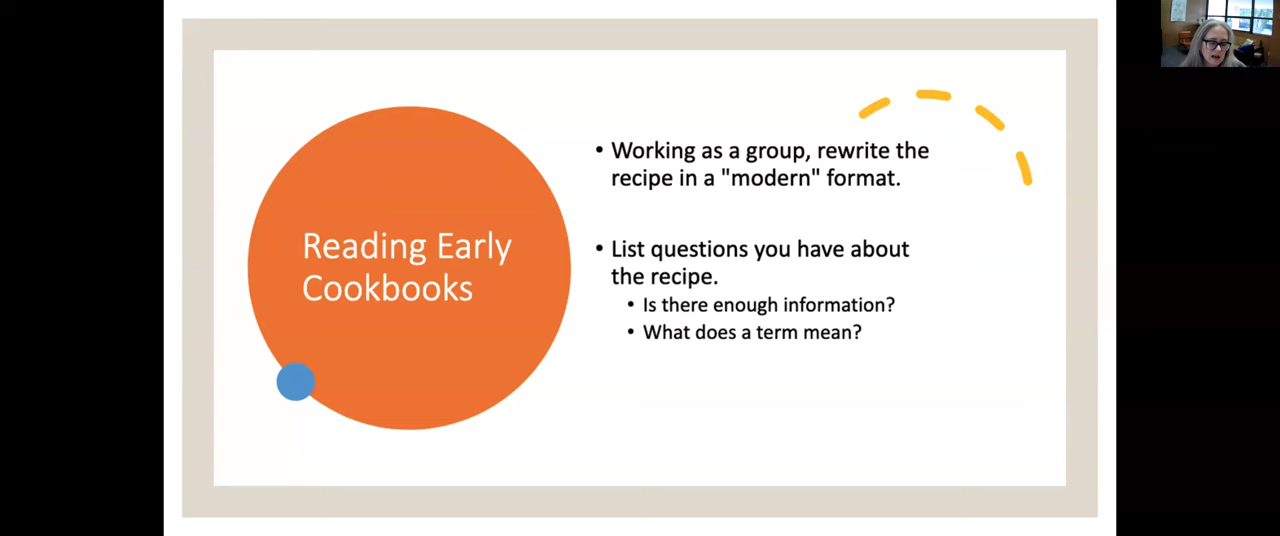 Reading Early
Cookbooks
• Working as a group, rewrite the
recipe in a "modern" format.
• List questions you have about
the recipe.
• Is there enough information?
• What does a term mean?